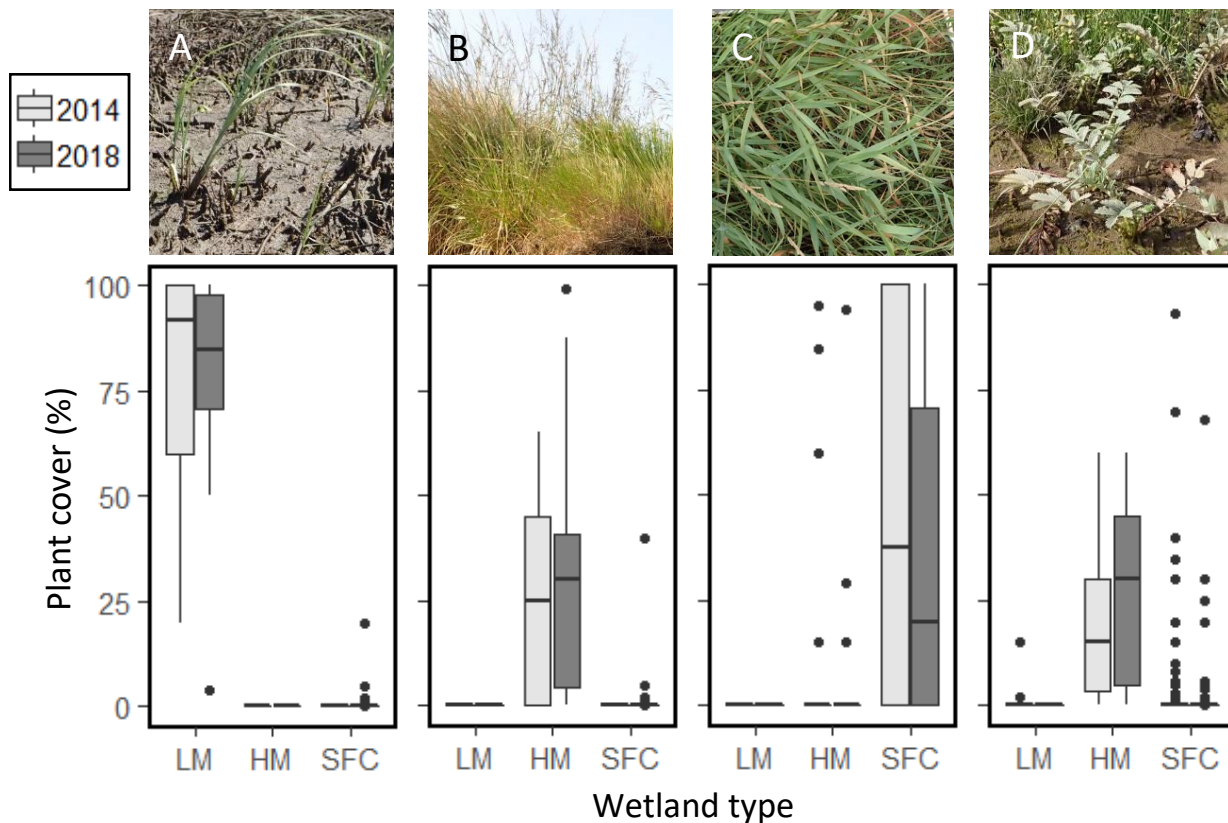 A
B
C
D
2014
2018
100
75
50
25
0
Plant cover (%)
LM HM SFC
LM HM SFC
LM HM SFC
LM HM SFC
Wetland type